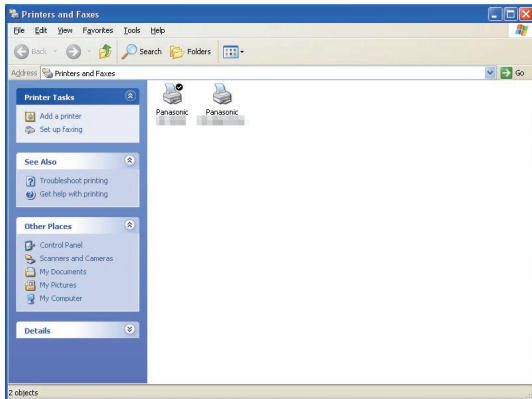 Printers and Faxes
File Edit View Favorites Tools Help
Back Search Folders
Address Printers and Faxes Go
Printer Tasks
Add a printer
Set up faxing
See Also
Troubleshoot printing
Get help with printing
Other Places
Control Panel
Scanners and Cameras
My Documents
My Pictures
My Computer
Details
Panasonic Panasonic
2 objects